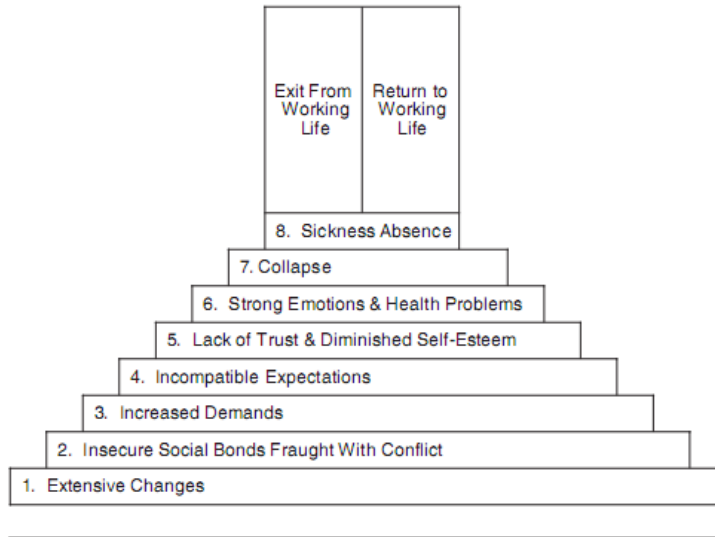 Exit From
Working
Life
Return to
Working
Life
8. Sickness Absence
7. Collapse
6. Strong Emotions & Health Problems
5. Lack of Trust & Diminished Self-Esteem
4. Incompatible Expectations
3. Increased Demands
2. Insecure Social Bonds Fraught With Conflict
1. Extensive Changes